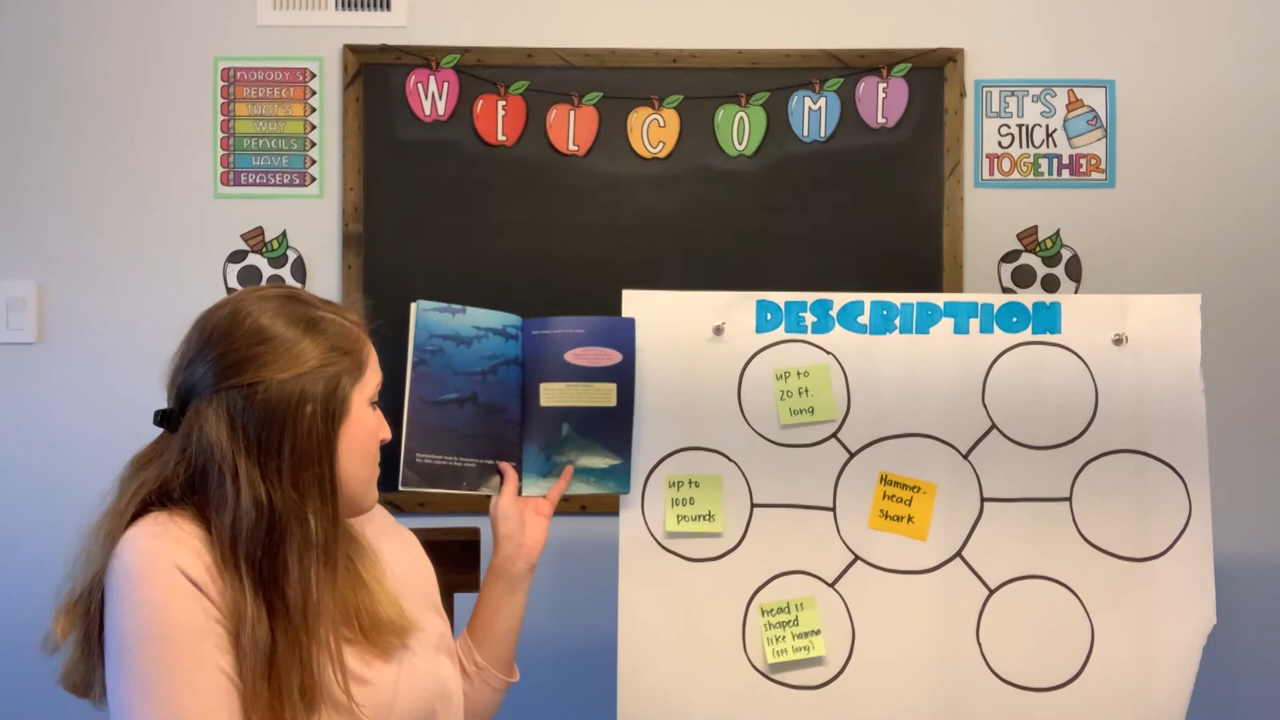 WELCOME
NOBODY'S
PERFECT
THAT'S
WHY
PENCILS
HAVE
ERASERS
LET'S
STICK
TOGETHER
DESCRIPTION
up to
20 ft.
long
up to
1000
pounds
Hammer-
head
shark
head is
shaped
like hamme
(3ft long)